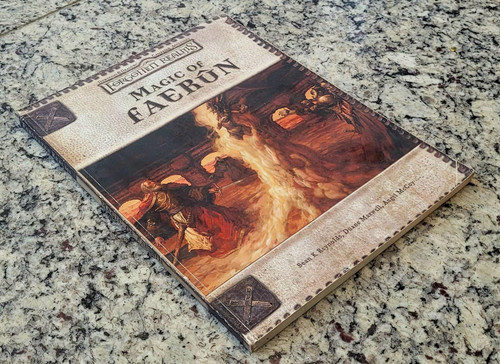 FORGOTTEN REALMS
MAGIC OF
FAERÛN
Sean K Reynolds, Duane Maxwell, Angel McCoy